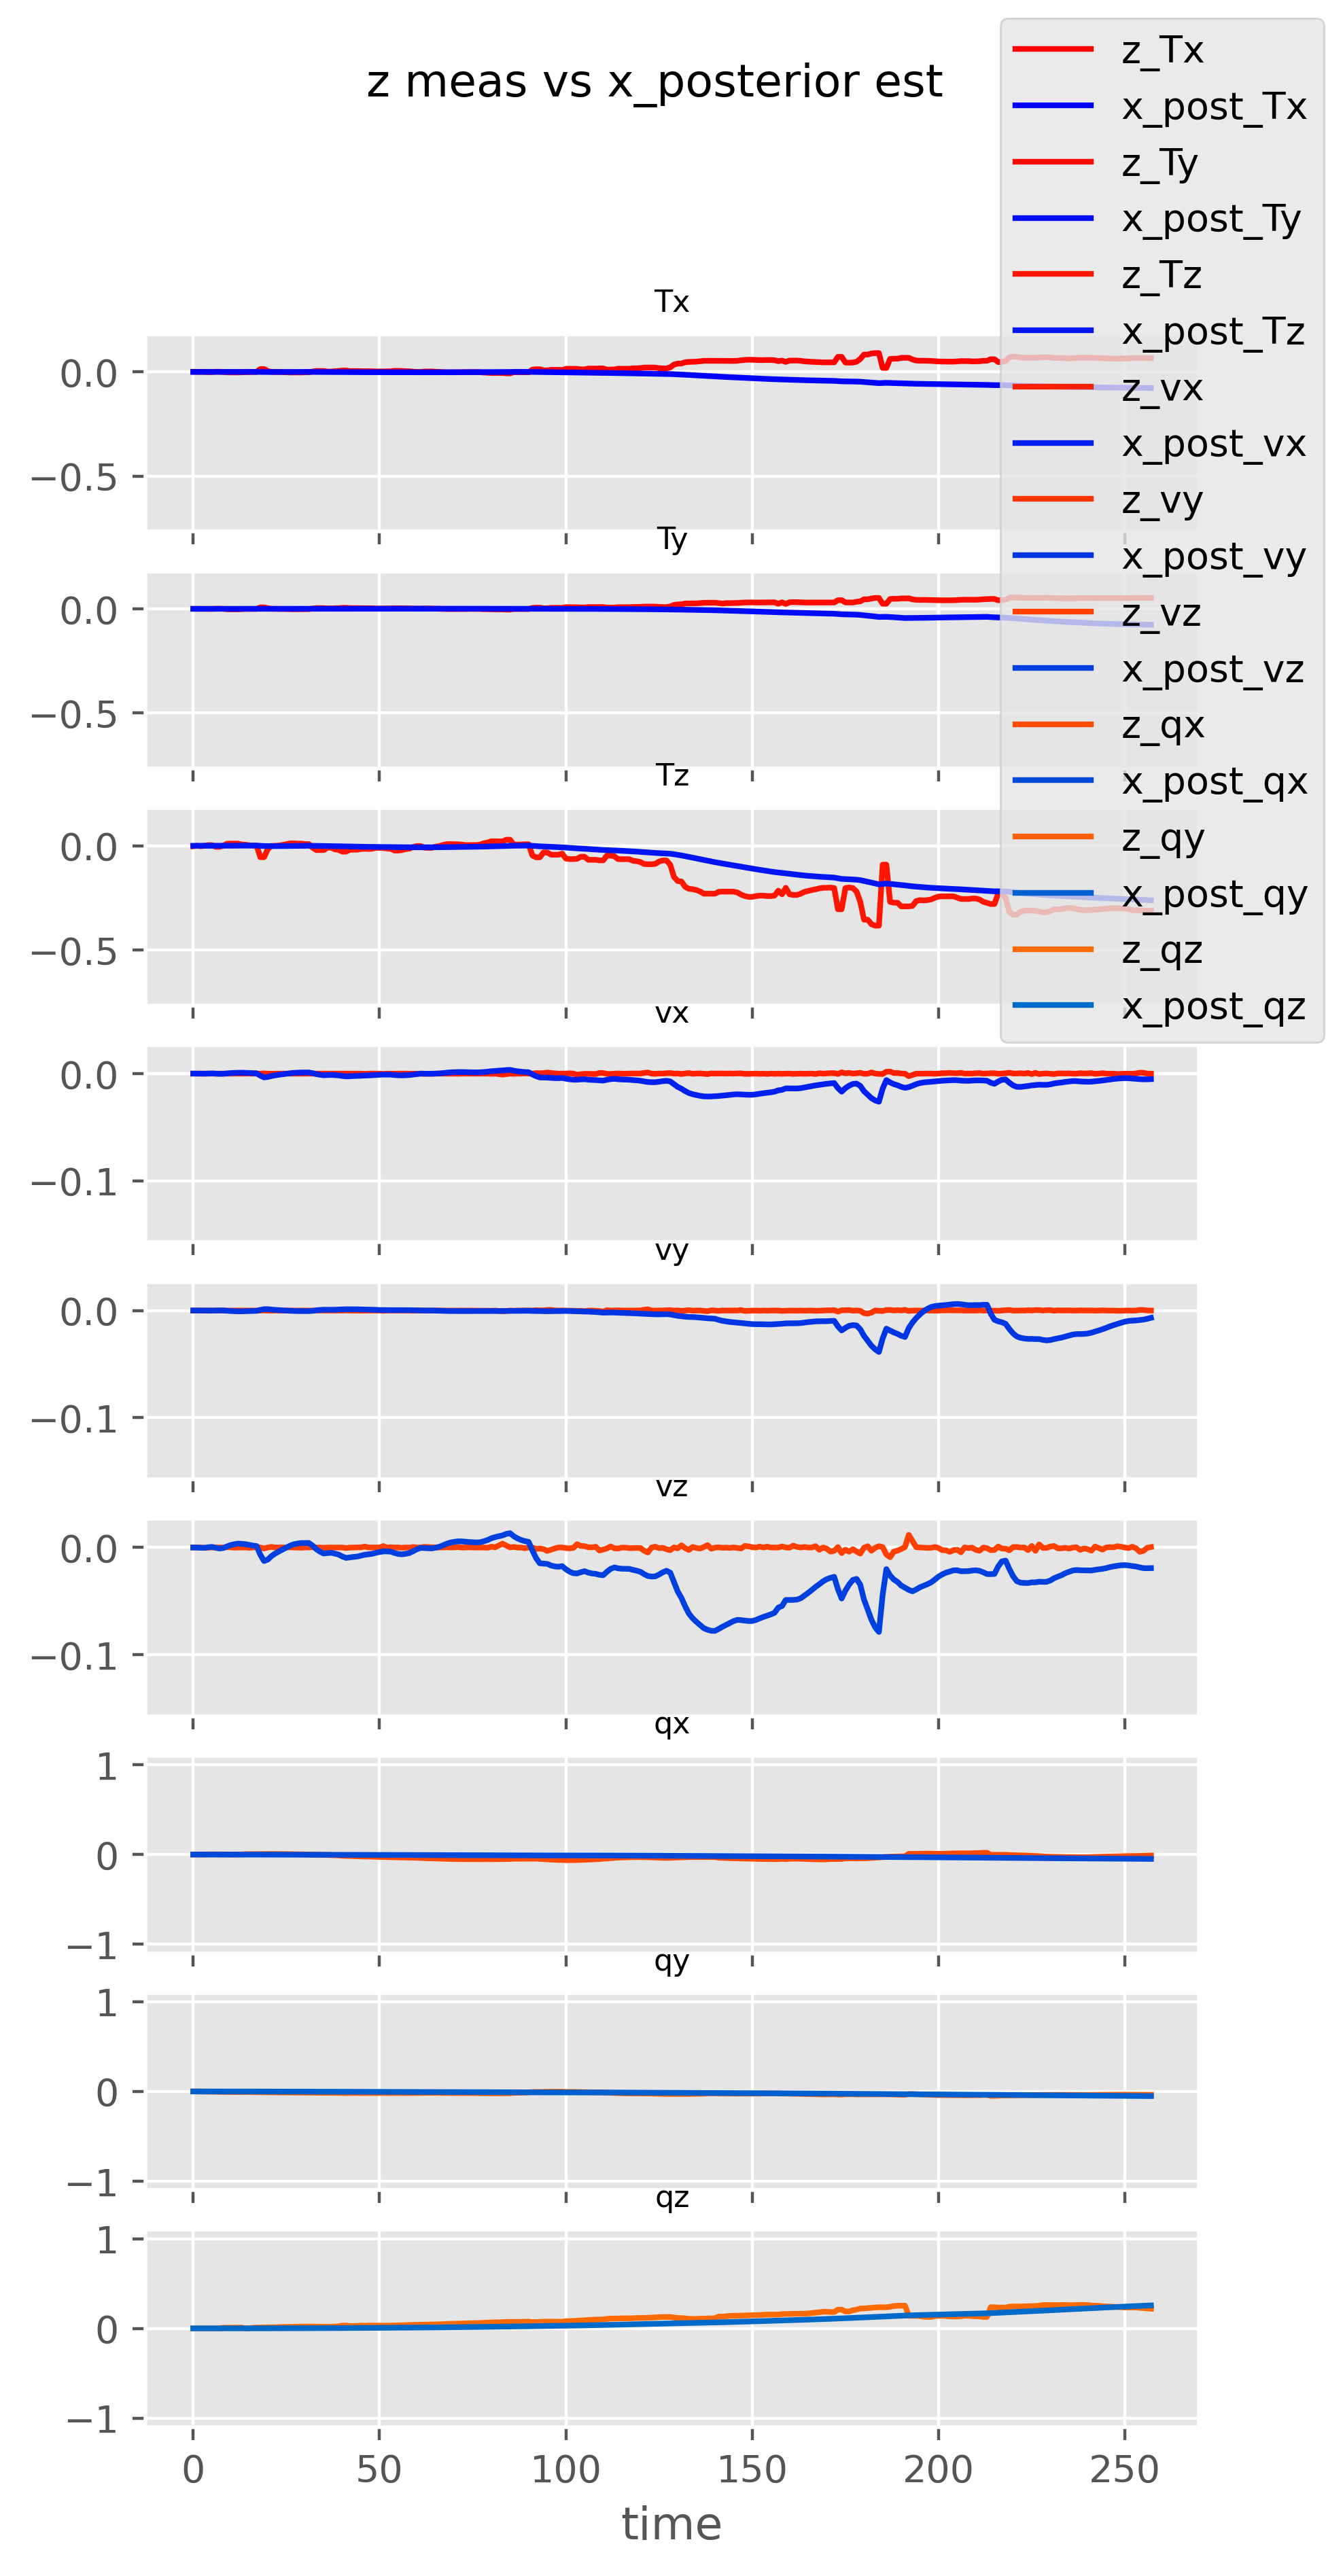 z meas vs x_posterior est
z_Tx
x_post_Tx
z_Ty
x_post_Ty
z_Tz
x_post_Tz
z_vx
x_post_vx
z_vy
x_post_vy
z_vz
x_post_vz
z_qx
x_post_qx
z_qy
x_post_qy
z_qz
x_post_qz
Tx
0.0
−0.5
Ty
0.0
−0.5
Tz
0.0
−0.5
vx
0.0
−0.1
vy
0.0
−0.1
vz
0.0
−0.1
qx
1
0
−1
qy
1
0
−1
qz
1
0
−1
0 50 100 150 200 250
time